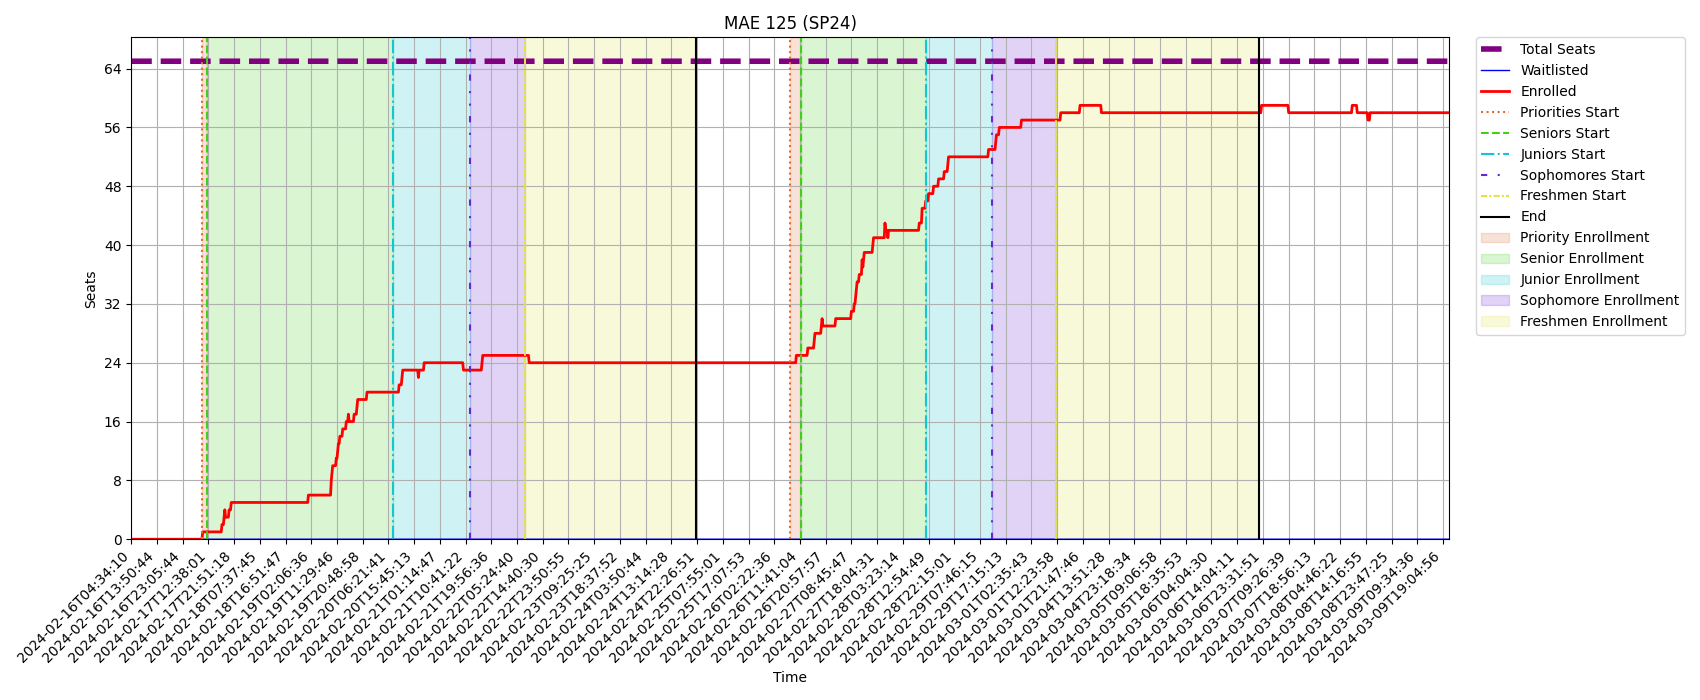 MAE 125 (SP24)
Seats
64
56
48
40
32
24
16
8
0
2024-02-16T04:34:10
2024-02-16T13:50:44
2024-02-16T23:05:44
2024-02-17T12:38:01
2024-02-17T21:51:18
2024-02-18T07:37:45
2024-02-18T16:51:47
2024-02-19T02:06:36
2024-02-19T11:29:46
2024-02-19T20:48:58
2024-02-20T06:21:41
2024-02-20T15:45:13
2024-02-21T01:14:47
2024-02-21T10:41:22
2024-02-21T19:56:36
2024-02-22T05:24:40
2024-02-22T14:40:30
2024-02-22T23:50:55
2024-02-23T09:25:25
2024-02-23T18:37:52
2024-02-24T03:50:44
2024-02-24T13:14:28
2024-02-24T22:26:51
2024-02-25T07:55:01
2024-02-25T17:07:53
2024-02-26T02:22:36
2024-02-26T11:41:04
2024-02-26T20:57:57
2024-02-27T08:45:47
2024-02-27T18:04:31
2024-02-28T03:23:14
2024-02-28T12:54:49
2024-02-28T22:15:01
2024-02-29T07:46:15
2024-02-29T17:15:13
2024-03-01T02:35:43
2024-03-01T12:23:58
2024-03-01T21:47:46
2024-03-04T13:51:28
2024-03-04T23:18:34
2024-03-05T09:06:58
2024-03-05T18:35:53
2024-03-06T04:04:30
2024-03-06T14:04:11
2024-03-06T23:31:51
2024-03-07T09:26:39
2024-03-07T18:56:13
2024-03-08T04:46:22
2024-03-08T14:16:55
2024-03-08T23:47:25
2024-03-09T09:34:36
2024-03-09T19:04:56
Time
Total Seats
Waitlisted
Enrolled
Priorities Start
Seniors Start
Juniors Start
Sophomores Start
Freshmen Start
End
Priority Enrollment
Senior Enrollment
Junior Enrollment
Sophomore Enrollment
Freshmen Enrollment